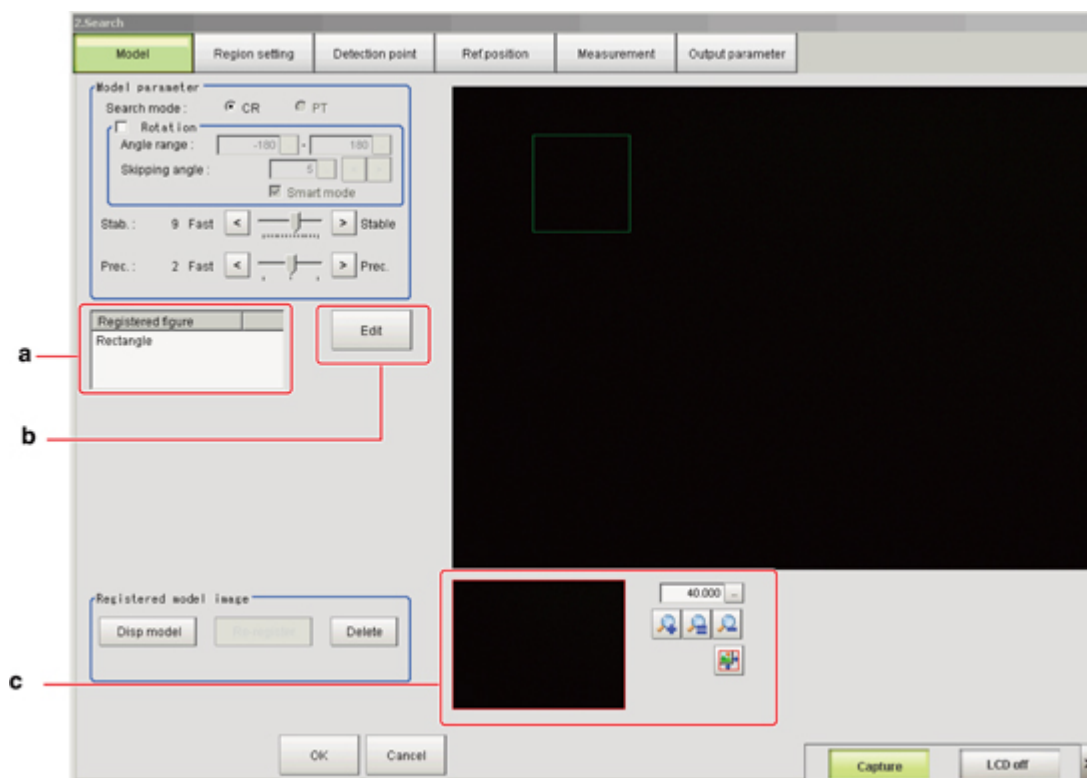 2.Search
Model Region setting Detection point Ref.position Measurement Output parameter
Model parameter
Search mode : CR PT
Rotation
Angle range : -180 - 180
Skipping angle : 5
Smart mode
Stab. : 9 Fast < > Stable
Prec. : 2 Fast < > Prec.
Registered figure
Rectangle
Edit
a
b
40.000 ...
Registered model image
Disp model Re-register Delete
c
OK Cancel
Capture LCD off